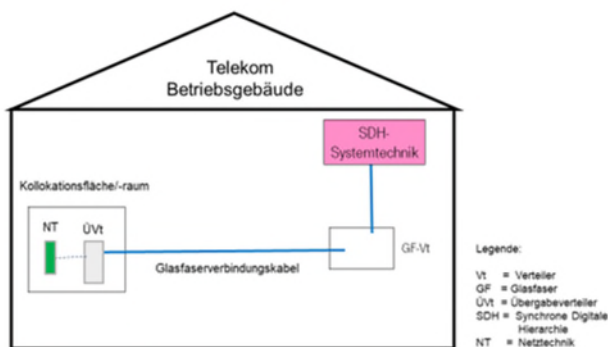 Telekom
Betriebsgebäude
SDH-
Systemtechnik
Kollokationsfläche/-raum
NT
ÜVt
GF-Vt
Glasfaserverbindungskabel
Legende:
Vt = Verteiler
GF = Glasfaser
ÜVt = Übergabeverteiler
SDH = Synchrone Digitale
Hierarchie
NT = Netztechnik